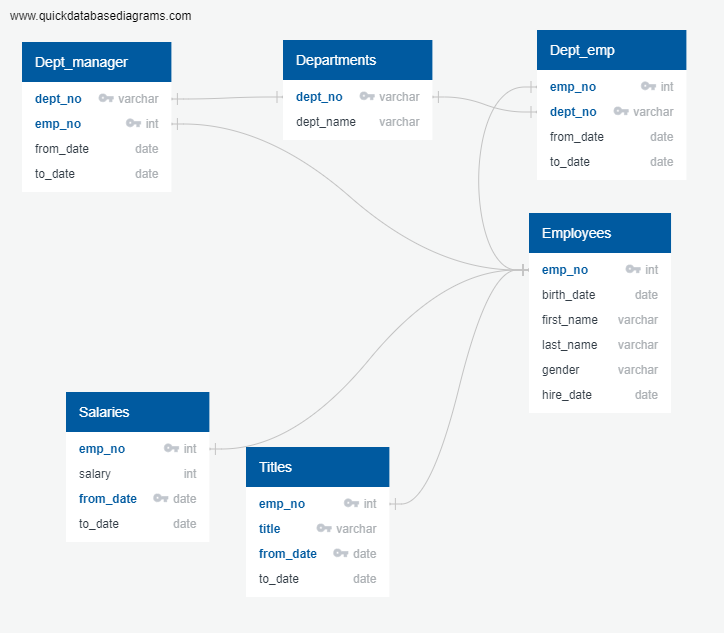 www.quickdatabasediagrams.com
Dept_manager
dept_no varchar
emp_no int
from_date date
to_date date
Departments
dept_no varchar
dept_name varchar
Dept_emp
emp_no int
dept_no varchar
from_date date
to_date date
Employees
emp_no int
birth_date date
first_name varchar
last_name varchar
gender varchar
hire_date date
Salaries
emp_no int
salary int
from_date date
to_date date
Titles
emp_no int
title varchar
from_date date
to_date date